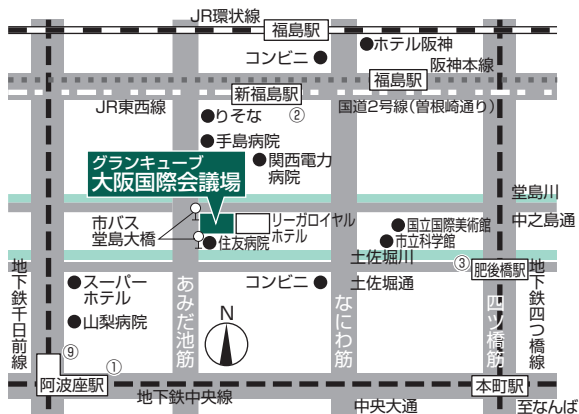 JR環状線
福島駅
コンビニ
ホテル阪神
阪神本線
福島駅
新福島駅
JR東西線
国道2号線(曽根崎通り)
りそな
②
手島病院
関西電力
病院
グランキューブ
大阪国際会議場
堂島川
市バス
堂島大橋
リーガロイヤル
ホテル
住友病院
国立国際美術館
市立科学館
中之島通
土佐堀川
③
肥後橋駅
スーパー
ホテル
コンビニ
土佐堀通
山梨病院
地下鉄千日前線
あみだ池筋
N
なにわ筋
四ツ橋筋
地下鉄四つ橋線
⑨
①
阿波座駅
地下鉄中央線
本町駅
中央大通
至なんば